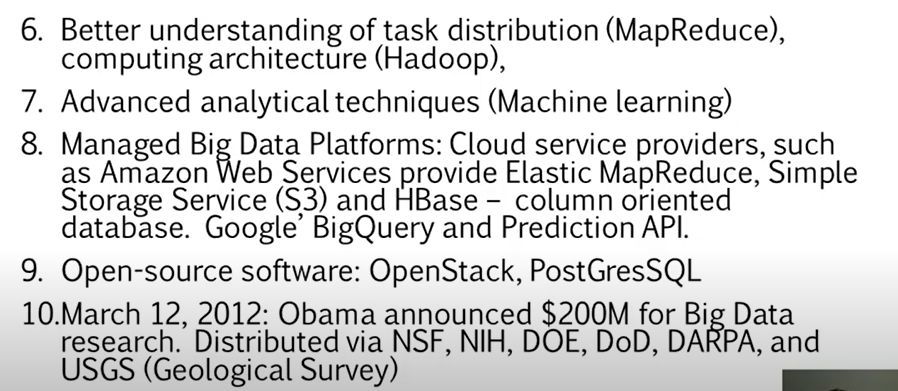 6. Better understanding of task distribution (MapReduce),
computing architecture (Hadoop),
7. Advanced analytical techniques (Machine learning)
8. Managed Big Data Platforms: Cloud service providers, such
as Amazon Web Services provide Elastic MapReduce, Simple
Storage Service (S3) and HBase – column oriented
database. Google’ BigQuery and Prediction API.
9. Open-source software: OpenStack, PostGresSQL
10.March 12, 2012: Obama announced $200M for Big Data
research. Distributed via NSF, NIH, DOE, DoD, DARPA, and
USGS (Geological Survey)